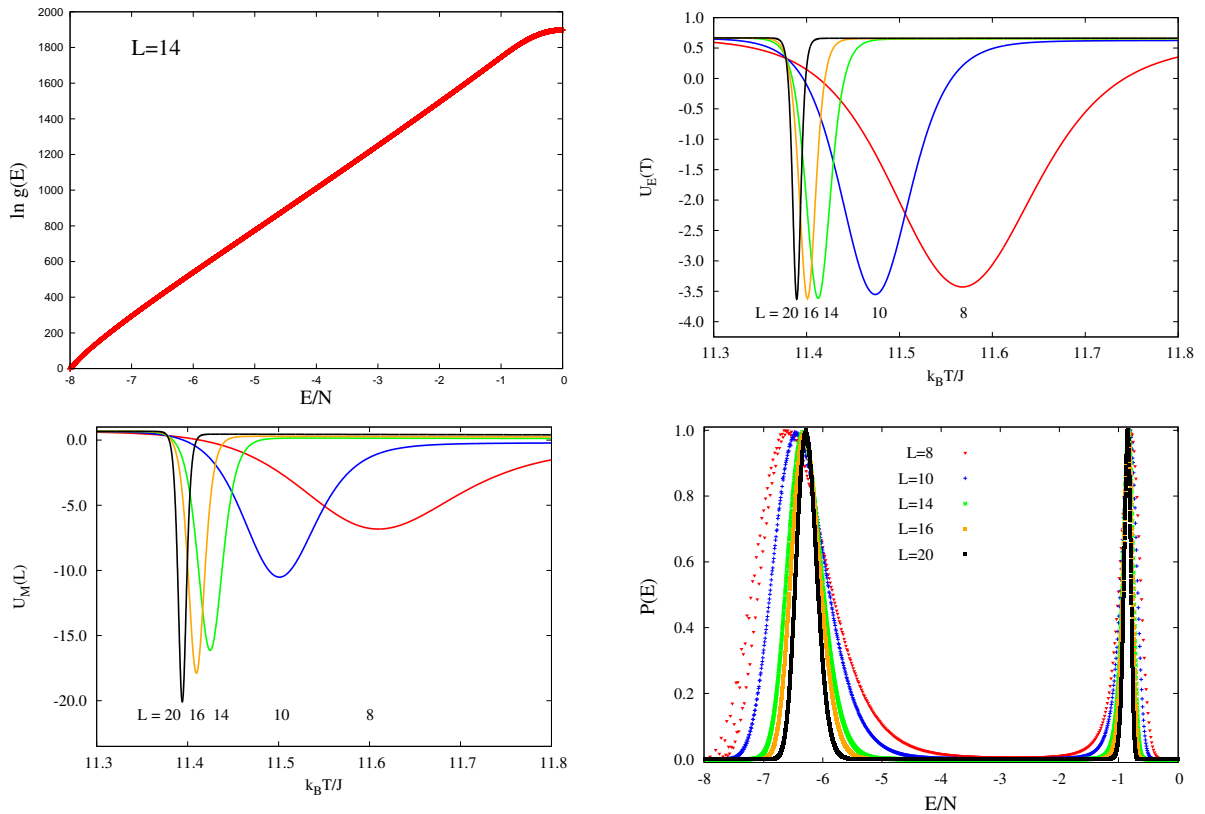 2000
1800
1600
1400
1200
1000
800
600
400
200
0
L=14
ln g(E)
-8 -7 -6 -5 -4 -3 -2 -1 0
E/N
1.0
0.5
0.0
-0.5
-1.0
-1.5
-2.0
-2.5
-3.0
-3.5
-4.0
U_E(T)
L = 20 16 14 10 8
11.3 11.4 11.5 11.6 11.7 11.8
k_BT/J
0.0
-5.0
-10.0
-15.0
-20.0
U_M(L)
L = 20 16 14 10 8
11.3 11.4 11.5 11.6 11.7 11.8
k_BT/J
1.0
0.8
0.6
0.4
0.2
0.0
P(E)
L=8
L=10
L=14
L=16
L=20
-8 -7 -6 -5 -4 -3 -2 -1 0
E/N